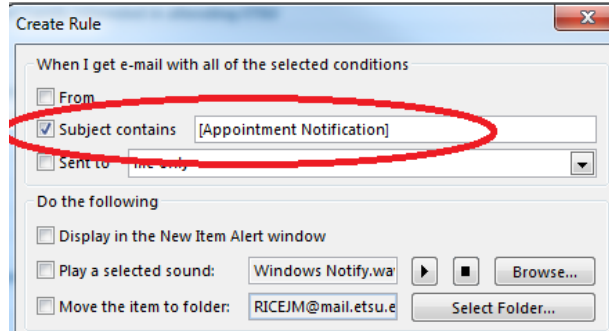 Create Rule
When I get e-mail with all of the selected conditions
From
Subject contains [Appointment Notification]
Sent to only
Do the following
Display in the New Item Alert window
Play a selected sound: Windows Notify.wa Browse...
Move the item to folder: RICEJM@mail.etsu.e Select Folder...